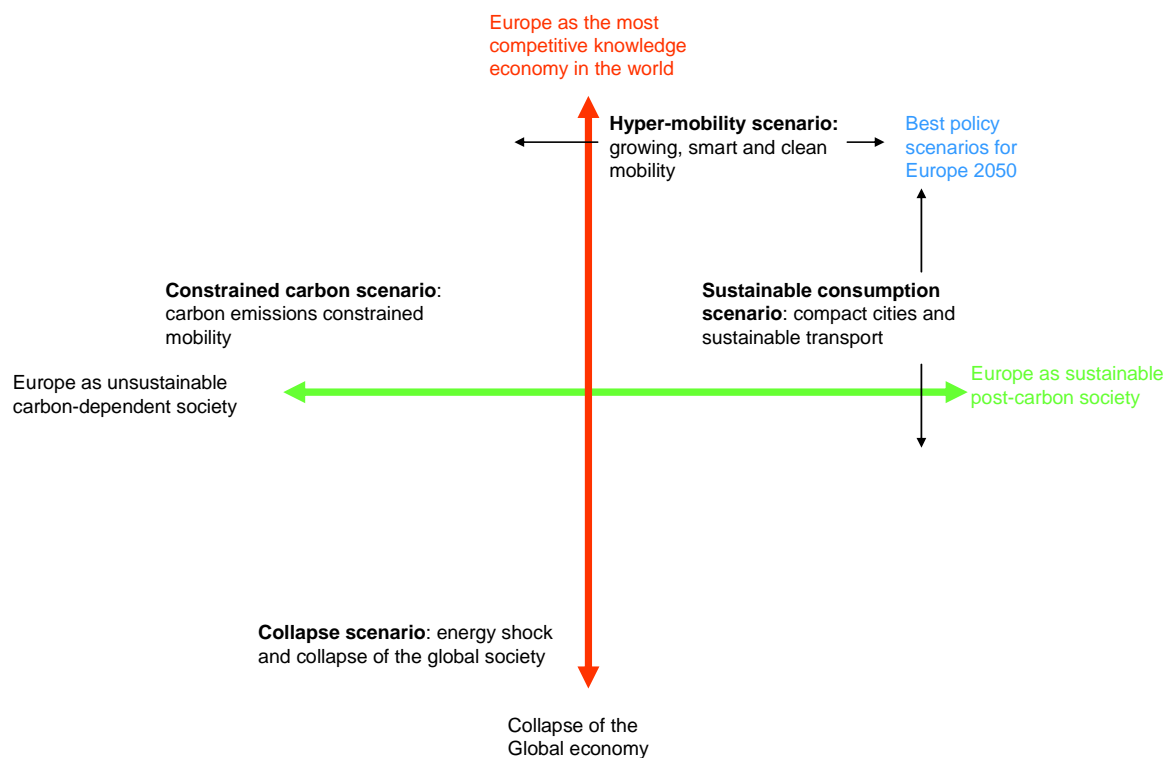 Europe as the most
competitive knowledge
economy in the world
Hyper-mobility scenario:
growing, smart and clean
mobility
Best policy
scenarios for
Europe 2050
Constrained carbon scenario:
carbon emissions constrained
mobility
Sustainable consumption
scenario: compact cities and
sustainable transport
Europe as unsustainable
carbon-dependent society
Europe as sustainable
post-carbon society
Collapse scenario: energy shock
and collapse of the global society
Collapse of the
Global economy